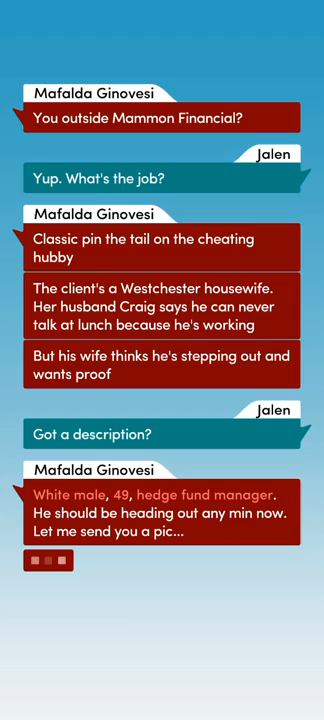 Mafalda Ginovesi
You outside Mammon Financial?
Jalen
Yup. What's the job?
Mafalda Ginovesi
Classic pin the tail on the cheating
hubby
The client's a Westchester housewife.
Her husband Craig says he can never
talk at lunch because he's working
But his wife thinks he's stepping out and
wants proof
Jalen
Got a description?
Mafalda Ginovesi
White male, 49, hedge fund manager.
He should be heading out any min now.
Let me send you a pic...